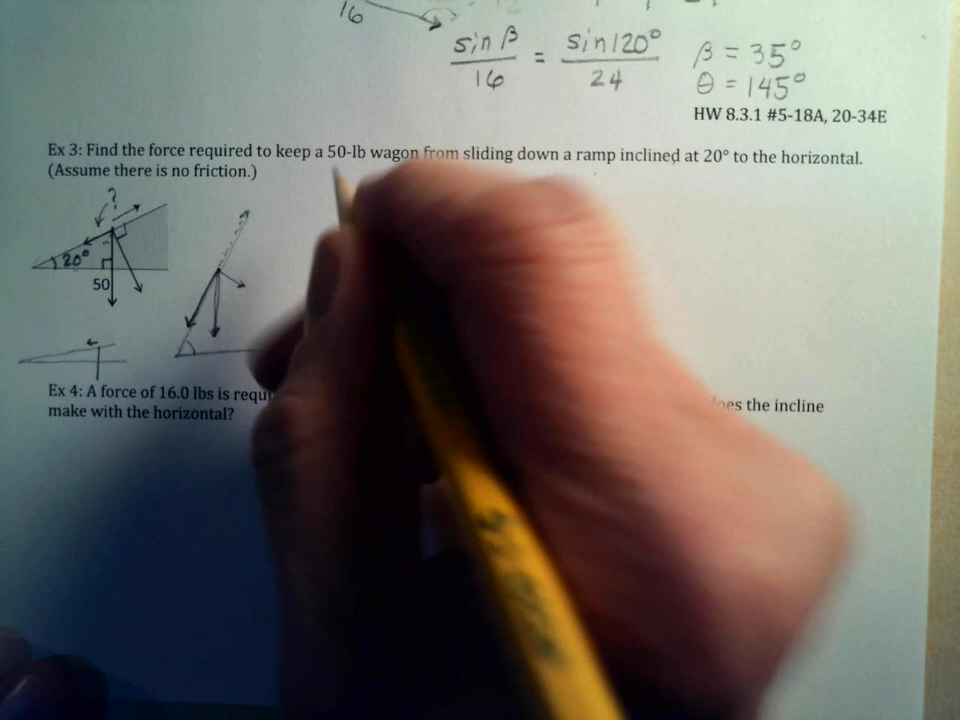 16
sin β / 16 = sin 120° / 24
β = 35°
θ = 145°
HW 8.3.1 #5-18A, 20-34E
Ex 3: Find the force required to keep a 50-lb wagon from sliding down a ramp inclined at 20° to the horizontal.
(Assume there is no friction.)
?
20°
50
Ex 4: A force of 16.0 lbs is the incline
make with the horizontal?